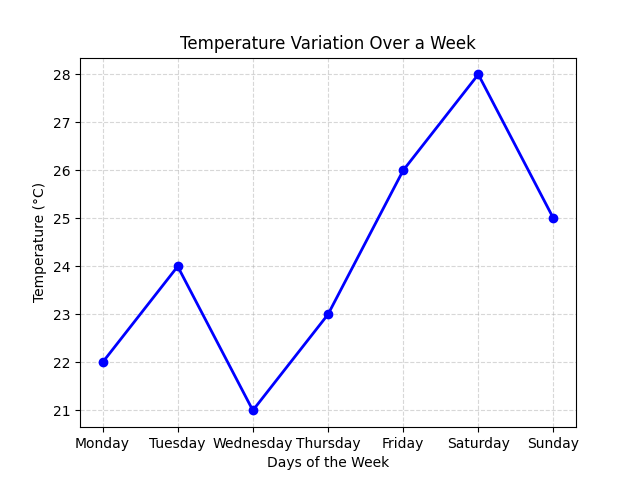 Temperature Variation Over a Week
Temperature (°C)
28
27
26
25
24
23
22
21
Monday Tuesday Wednesday Thursday Friday Saturday Sunday
Days of the Week